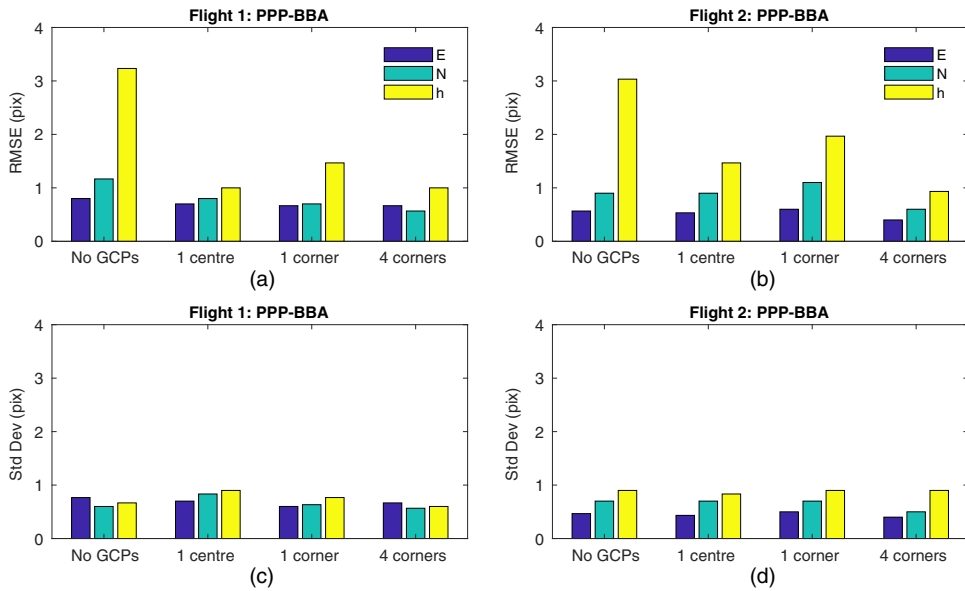 Flight 1: PPP-BBA
4
3
2
1
0
RMSE (pix)
E
N
h
No GCPs 1 centre 1 corner 4 corners
(a)
Flight 2: PPP-BBA
4
3
2
1
0
RMSE (pix)
E
N
h
No GCPs 1 centre 1 corner 4 corners
(b)
Flight 1: PPP-BBA
4
3
2
1
0
Std Dev (pix)
No GCPs 1 centre 1 corner 4 corners
(c)
Flight 2: PPP-BBA
4
3
2
1
0
Std Dev (pix)
No GCPs 1 centre 1 corner 4 corners
(d)